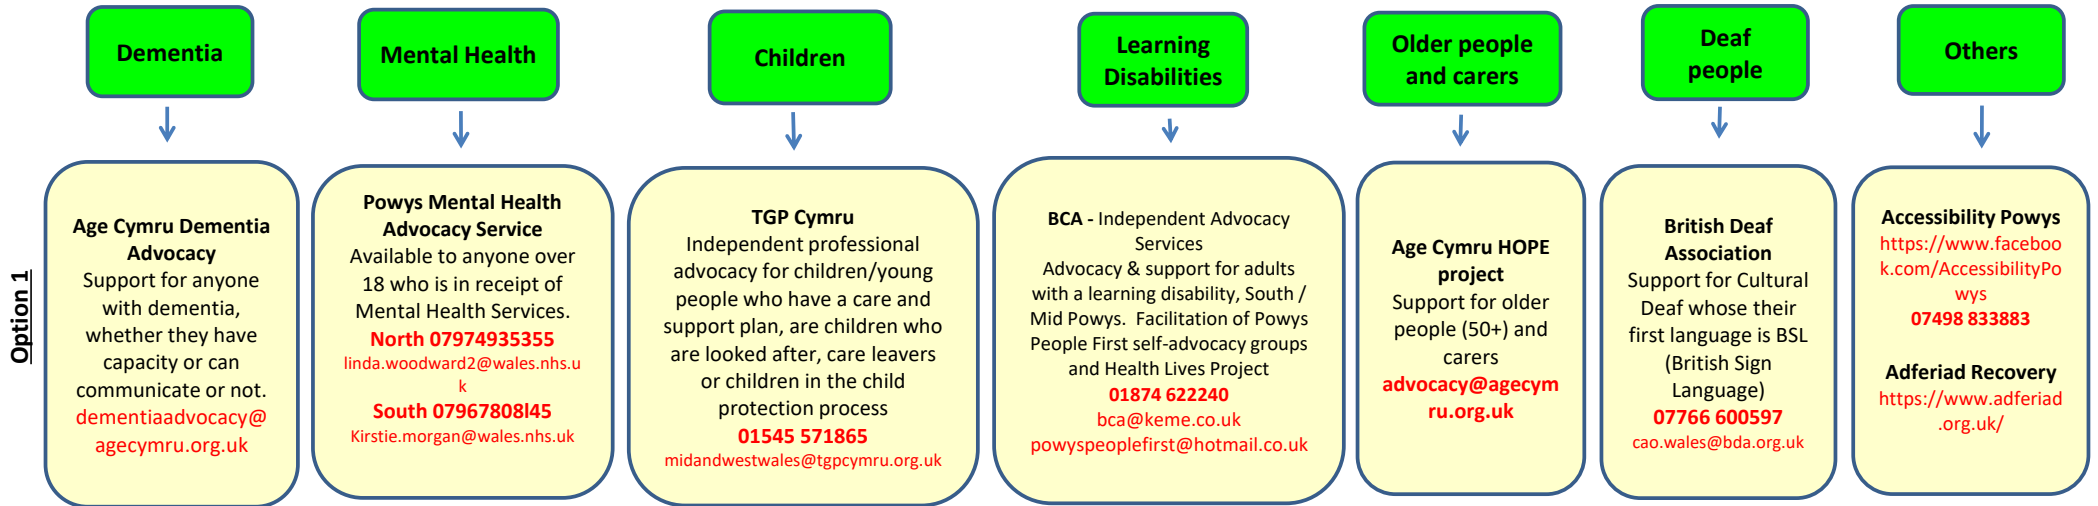 Dementia
Mental Health
Children
Learning
Disabilities
Older people
and carers
Deaf
people
Others
Option 1
Age Cymru Dementia
Advocacy
Support for anyone
with dementia,
whether they have
capacity or can
communicate or not.
dementiaadvocacy@
agecymru.org.uk
Powys Mental Health
Advocacy Service
Available to anyone over
18 who is in receipt of
Mental Health Services.
North 07974935355
linda.woodward2@wales.nhs.u
k
South 07967808l45
Kirstie.morgan@wales.nhs.uk
TGP Cymru
Independent professional
advocacy for children/young
people who have a care and
support plan, are children who
are looked after, care leavers
or children in the child
protection process
01545 571865
midandwestwales@tgpcymru.org.uk
BCA - Independent Advocacy
Services
Advocacy & support for adults
with a learning disability, South /
Mid Powys.  Facilitation of Powys
People First self-advocacy groups
and Health Lives Project
01874 622240
bca@keme.co.uk
powyspeoplefirst@hotmail.co.uk
Age Cymru HOPE
project
Support for older
people (50+) and
carers
advocacy@agecym
ru.org.uk
British Deaf
Association
Support for Cultural
Deaf whose their
first language is BSL
(British Sign
Language)
07766 600597
cao.wales@bda.org.uk
Accessibility Powys
https://www.faceboo
k.com/AccessibilityPo
wys
07498 833883
Adferiad Recovery
https://www.adferiad
.org.uk/